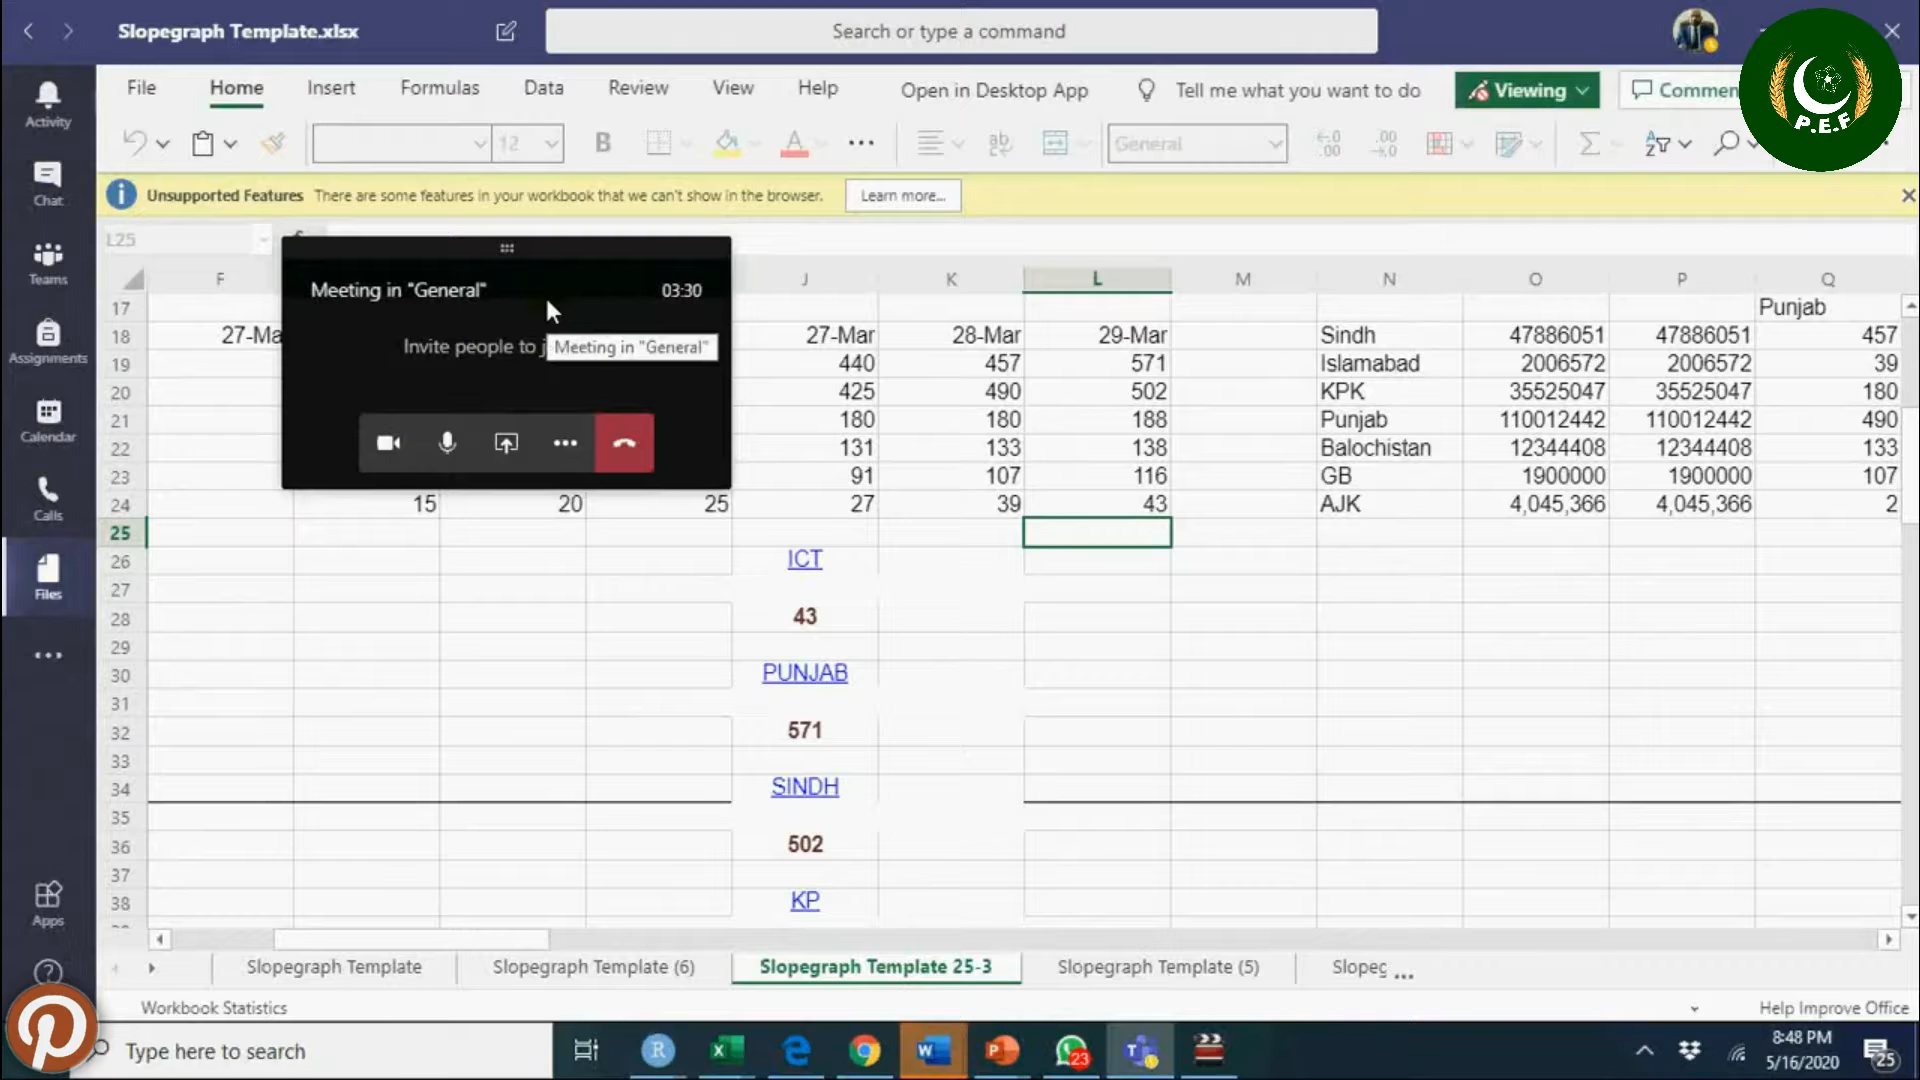 Slopegraph Template.xlsx
Search or type a command
File Home Insert Formulas Data Review View Help Open in Desktop App Tell me what you want to do Viewing Commen
12 B A General
Unsupported Features There are some features in your workbook that we can't show in the browser. Learn more...
P.E.F
Activity
Chat
Teams
Assignments
Calendar
Calls
Files
Apps
L25
Meeting in "General" 03:30
Invite people to j
Meeting in "General"
F J K L M N O P Q
17 Punjab
18 27-Ma 27-Mar 28-Mar 29-Mar Sindh 47886051 47886051 457
19 440 457 571 Islamabad 2006572 2006572 39
20 425 490 502 KPK 35525047 35525047 180
21 180 180 188 Punjab 110012442 110012442 490
22 131 133 138 Balochistan 12344408 12344408 133
23 91 107 116 GB 1900000 1900000 107
24 15 20 25 27 39 43 AJK 4,045,366 4,045,366 2
25
26 ICT
27
28 43
29
30 PUNJAB
31
32 571
33
34 SINDH
35
36 502
37
38 KP
Slopegraph Template Slopegraph Template (6) Slopegraph Template 25-3 Slopegraph Template (5) Slopeg ...
Workbook Statistics Help Improve Office
Type here to search
23
8:48 PM
5/16/2020
25